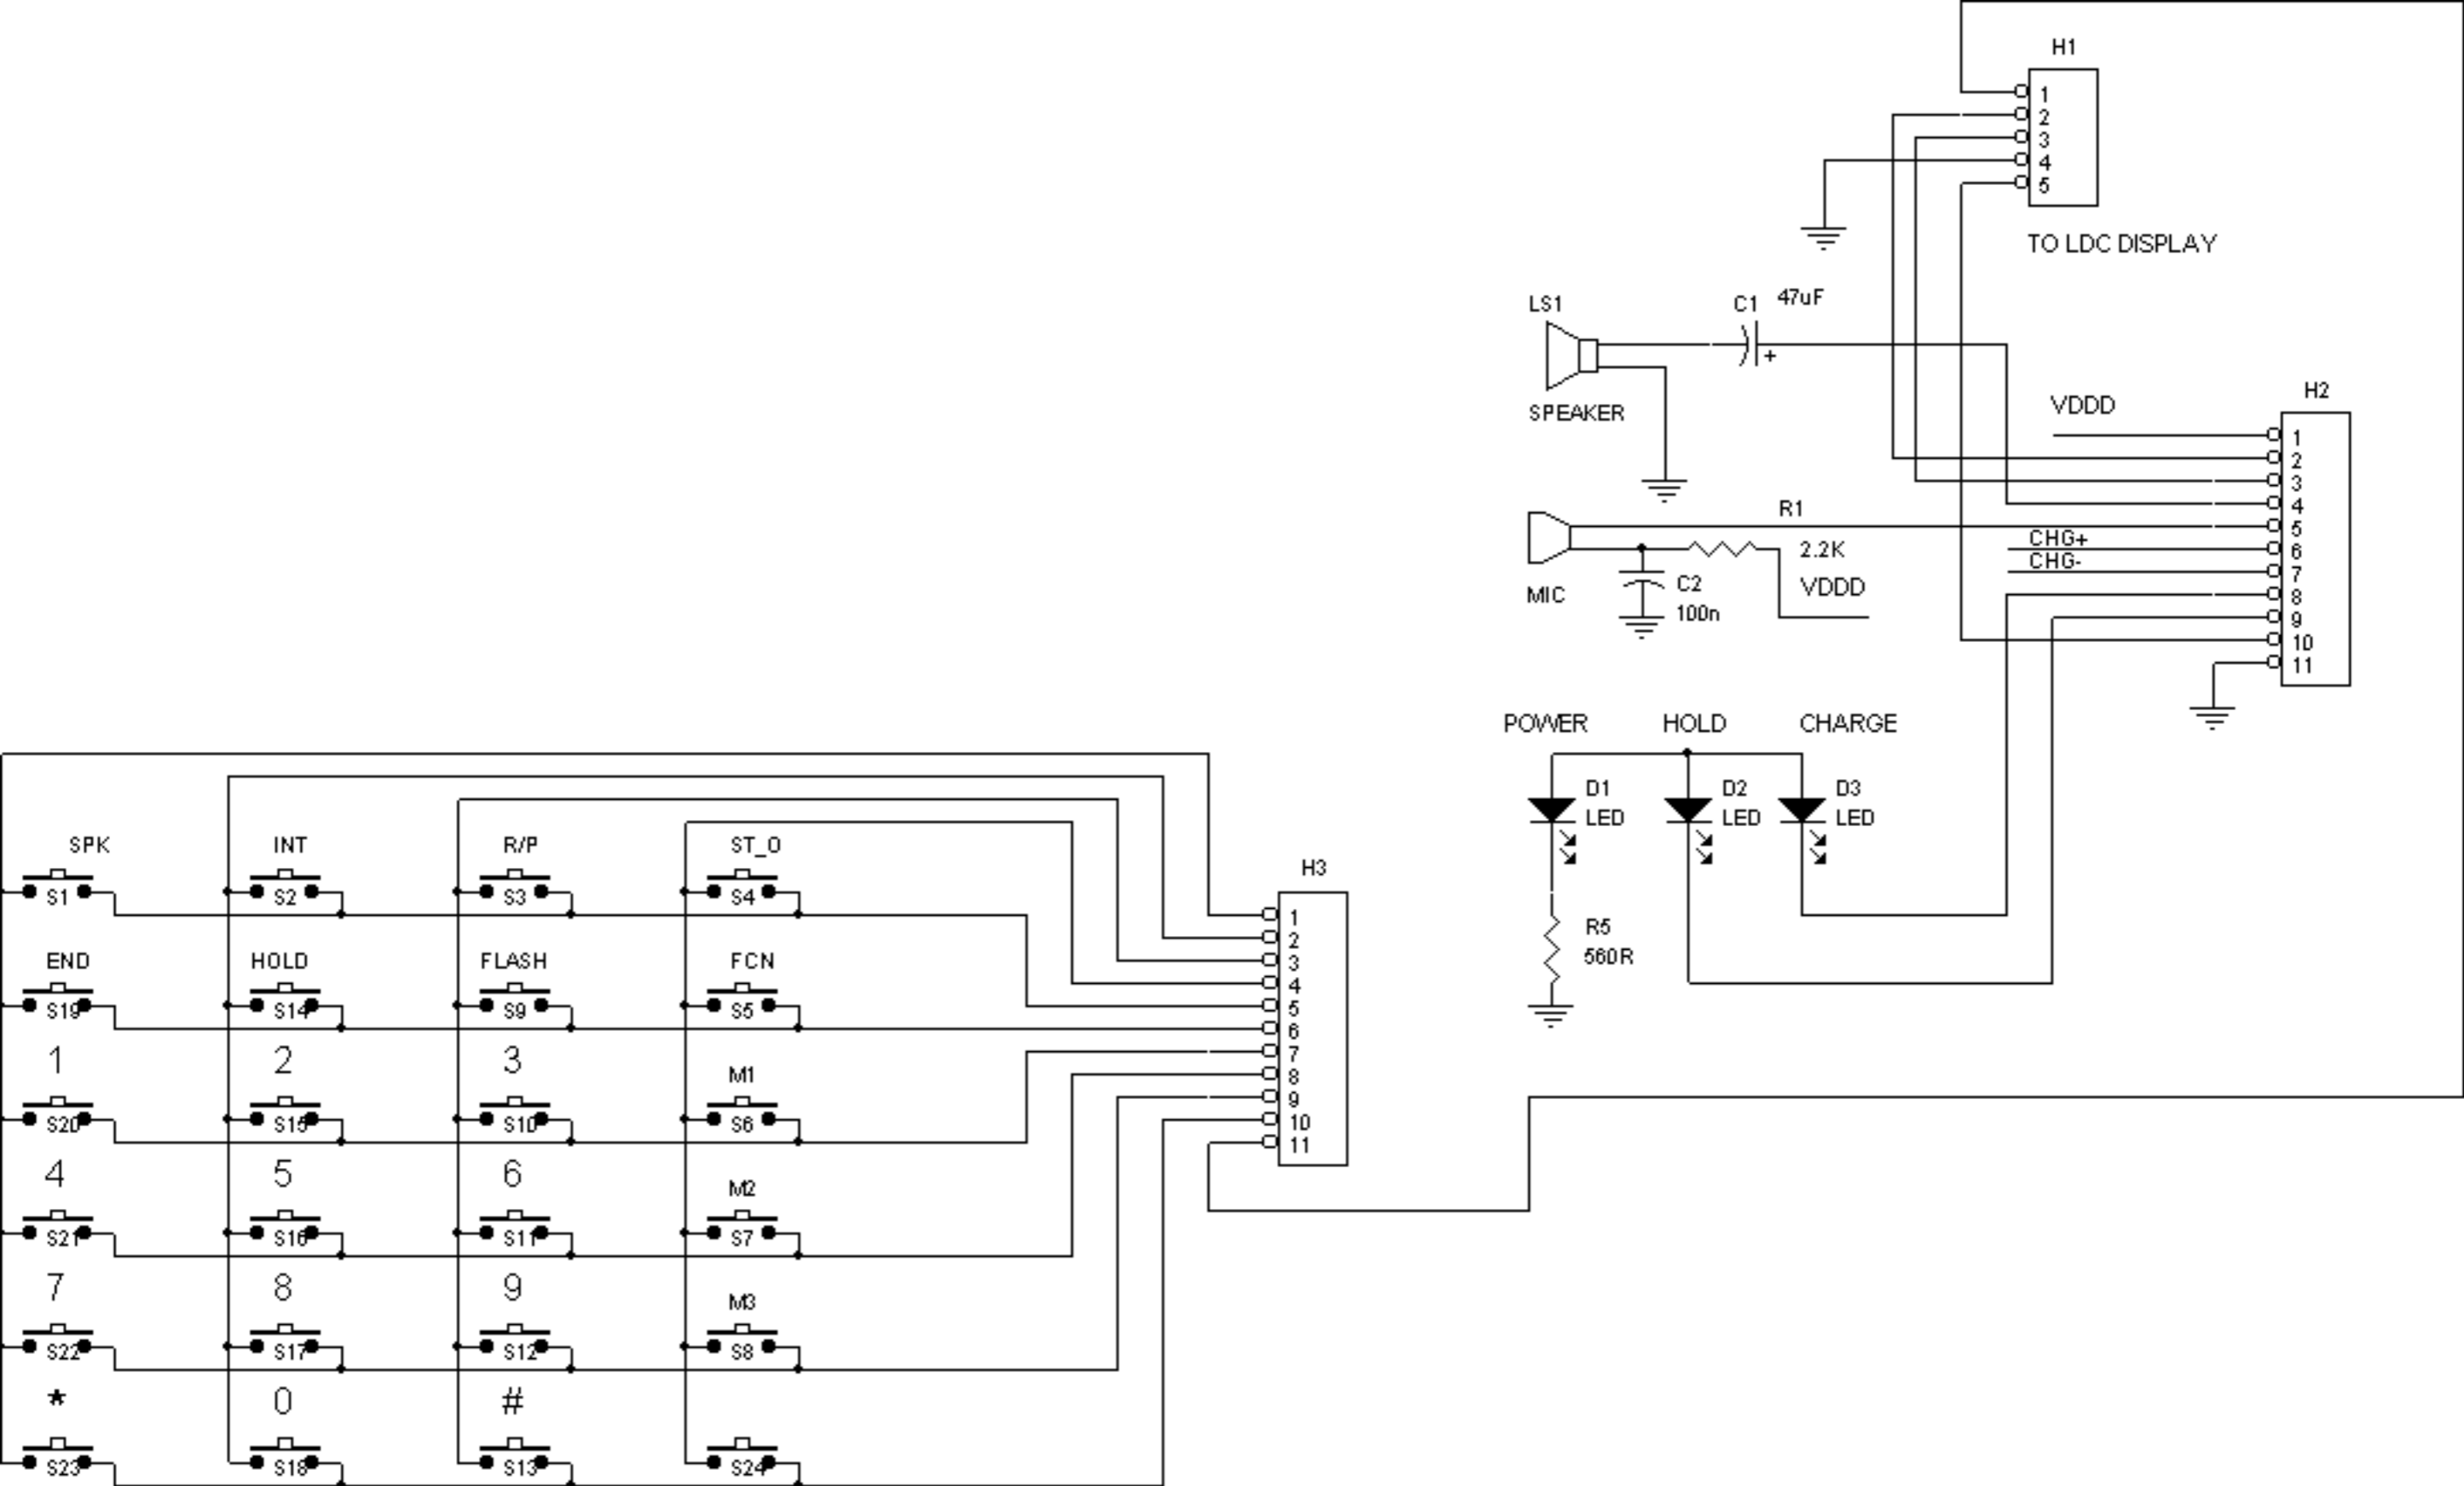 H1
1
2
3
4
5
TO LDC DISPLAY
LS1
C1 47uF
+
SPEAKER
H2
VDDD
1
2
3
4
5
6
7
8
9
10
11
CHG+
CHG-
R1
2.2K
VDDD
MIC
C2
100n
POWER HOLD CHARGE
D1
LED
D2
LED
D3
LED
R5
560R
SPK INT R/P ST_O
S1 S2 S3 S4
END HOLD FLASH FCN
S19 S14 S9 S5
1 2 3 M1
S20 S15 S10 S6
4 5 6 M2
S21 S16 S11 S7
7 8 9 M3
S22 S17 S12 S8
* 0 #
S23 S18 S13 S24
H3
1
2
3
4
5
6
7
8
9
10
11